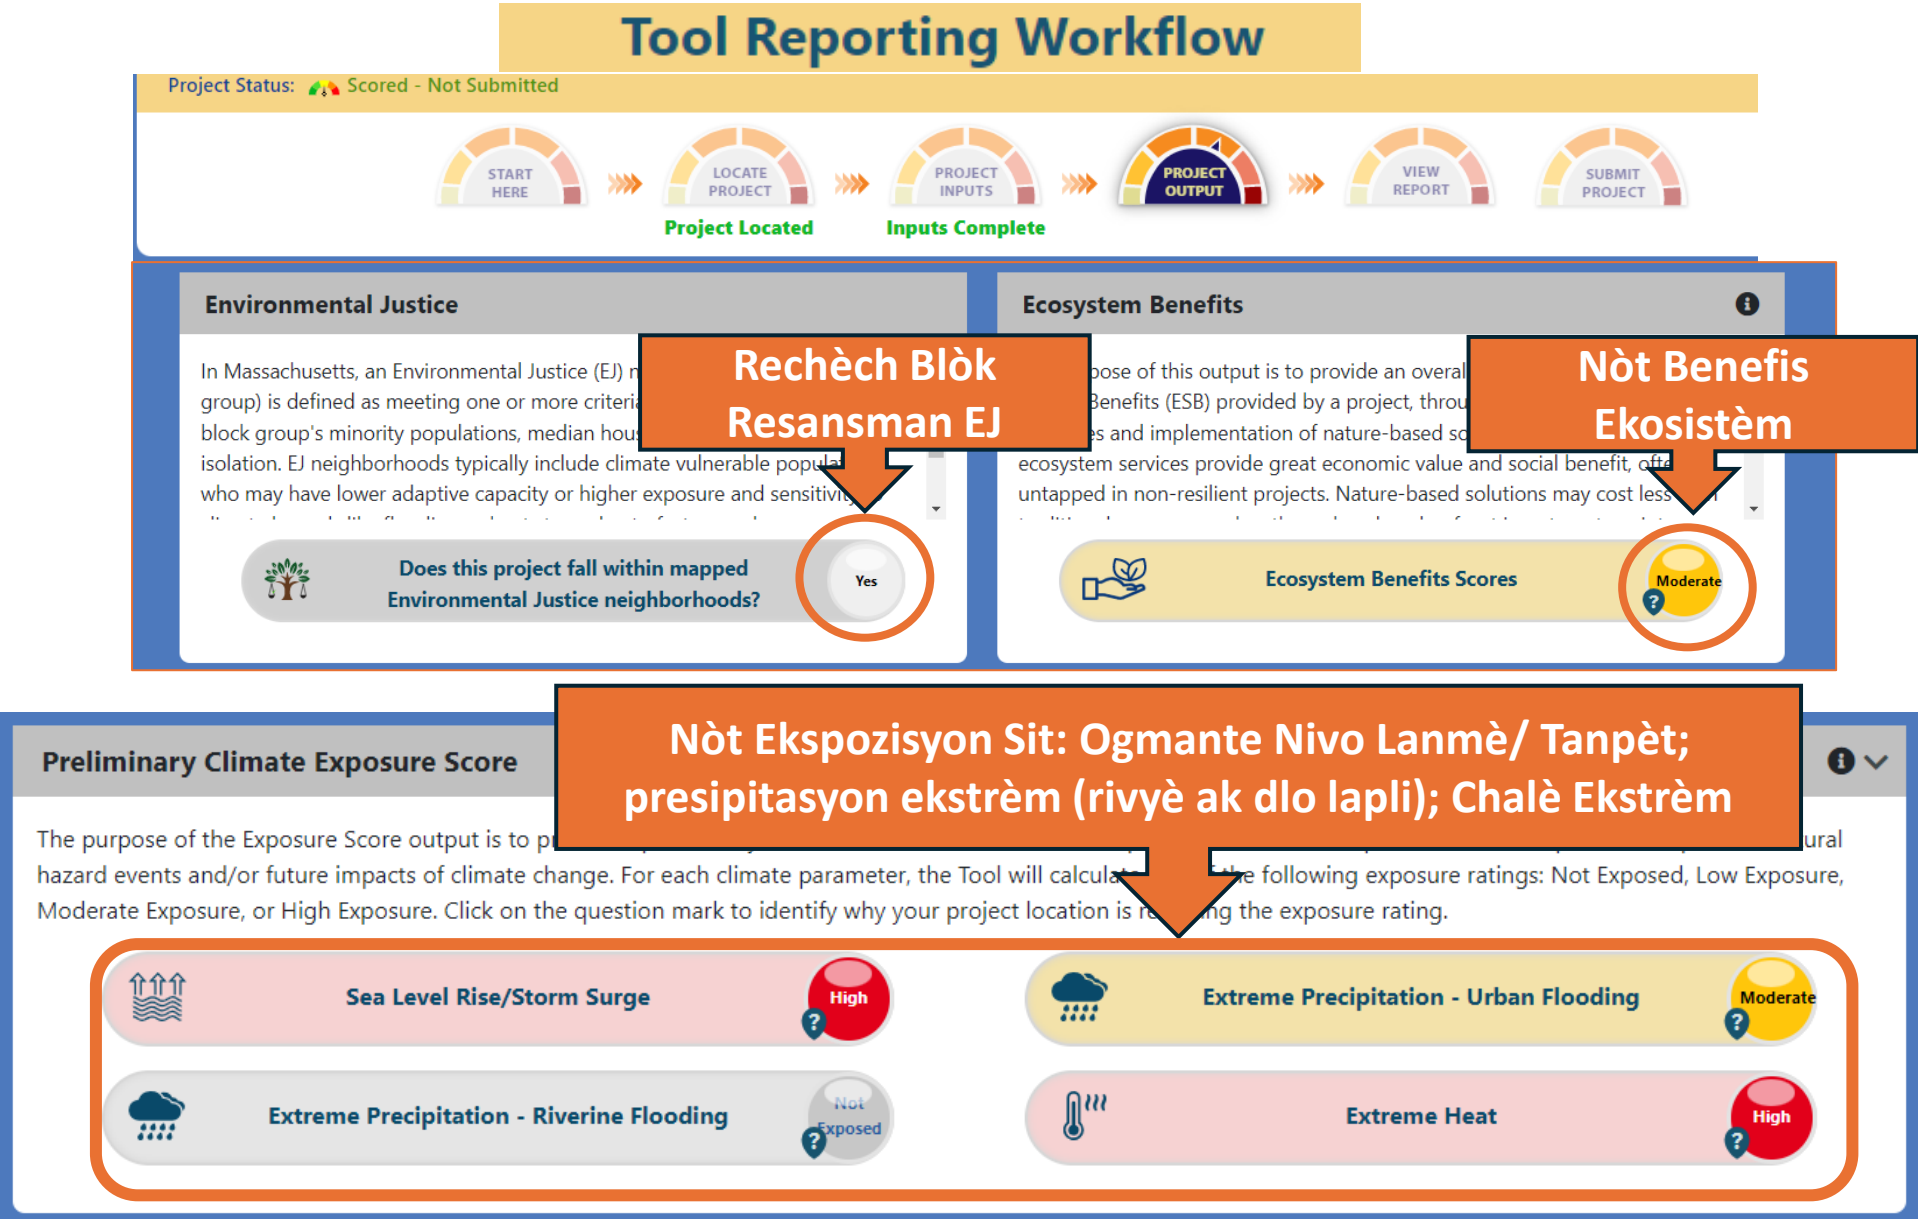 Tool Reporting Workflow
Project Status: Scored - Not Submitted
START
HERE
LOCATE
PROJECT
PROJECT
INPUTS
PROJECT
OUTPUT
VIEW
REPORT
SUBMIT
PROJECT
Project Located
Inputs Complete
Environmental Justice
In Massachusetts, an Environmental Justice (EJ) n
group) is defined as meeting one or more criteria
block group's minority populations, median hou
isolation. EJ neighborhoods typically include climate vulnerable popula
who may have lower adaptive capacity or higher exposure and sensitivity
Rechèch Blòk
Resansman EJ
Does this project fall within mapped
Environmental Justice neighborhoods?
Yes
Ecosystem Benefits
pose of this output is to provide an overal
Benefits (ESB) provided by a project, throu
es and implementation of nature-based so
ecosystem services provide great economic value and social benefit, ofte
untapped in non-resilient projects. Nature-based solutions may cost less
Nòt Benefis
Ekosistèm
Ecosystem Benefits Scores
Moderate
?
Preliminary Climate Exposure Score
Nòt Ekspozisyon Sit: Ogmante Nivo Lanmè/ Tanpèt;
presipitasyon ekstrèm (rivyè ak dlo lapli); Chalè Ekstrèm
The purpose of the Exposure Score output is to p ural
hazard events and/or future impacts of climate change. For each climate parameter, the Tool will calculate the following exposure ratings: Not Exposed, Low Exposure,
Moderate Exposure, or High Exposure. Click on the question mark to identify why your project location is re ng the exposure rating.
Sea Level Rise/Storm Surge
High
?
Extreme Precipitation - Urban Flooding
Moderate
?
Extreme Precipitation - Riverine Flooding
Not
Exposed
?
Extreme Heat
High
?